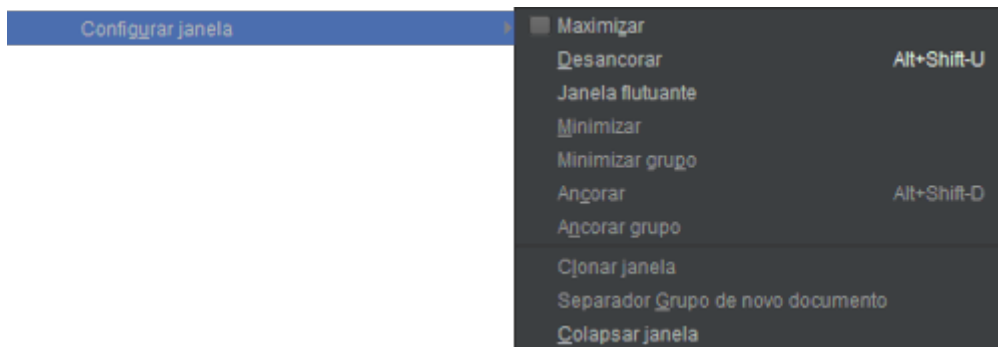 Configurar janela
Maximizar
Desancorar Alt+Shift-U
Janela flutuante
Minimizar
Minimizar grupo
Ancorar Alt+Shift-D
Ancorar grupo
Clonar janela
Separador Grupo de novo documento
Colapsar janela